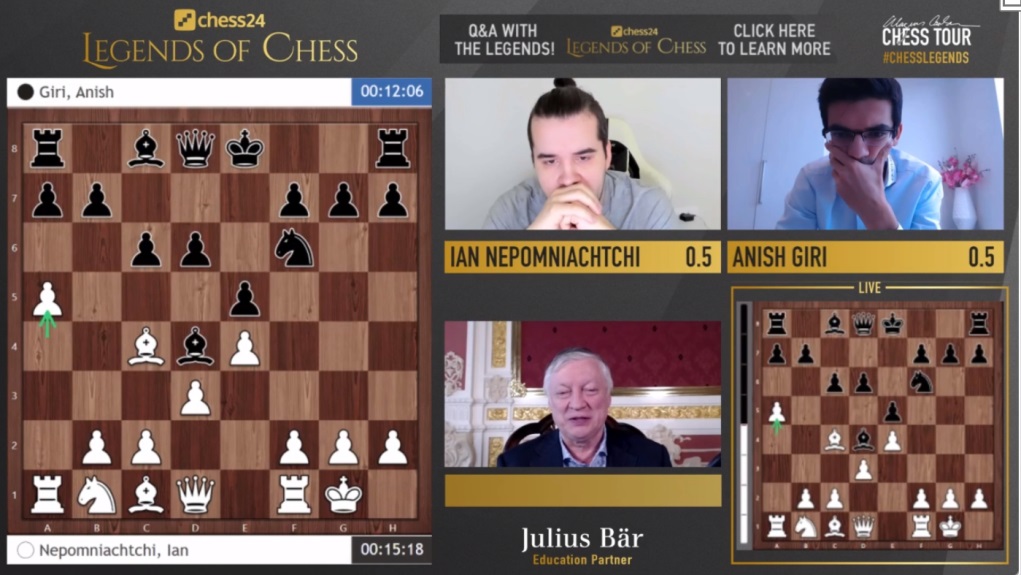 chess24
LEGENDS OF CHESS
Q&A WITH
THE LEGENDS!
chess24
LEGENDS OF CHESS
CLICK HERE
TO LEARN MORE
CHESS TOUR
#CHESSLEGENDS
Giri, Anish
00:12:06
8
7
6
5
4
3
2
1
A B C D E F G H
Nepomniachtchi, Ian
00:15:18
IAN NEPOMNIACHTCHI 0.5
ANISH GIRI 0.5
LIVE
Julius Bär
Education Partner